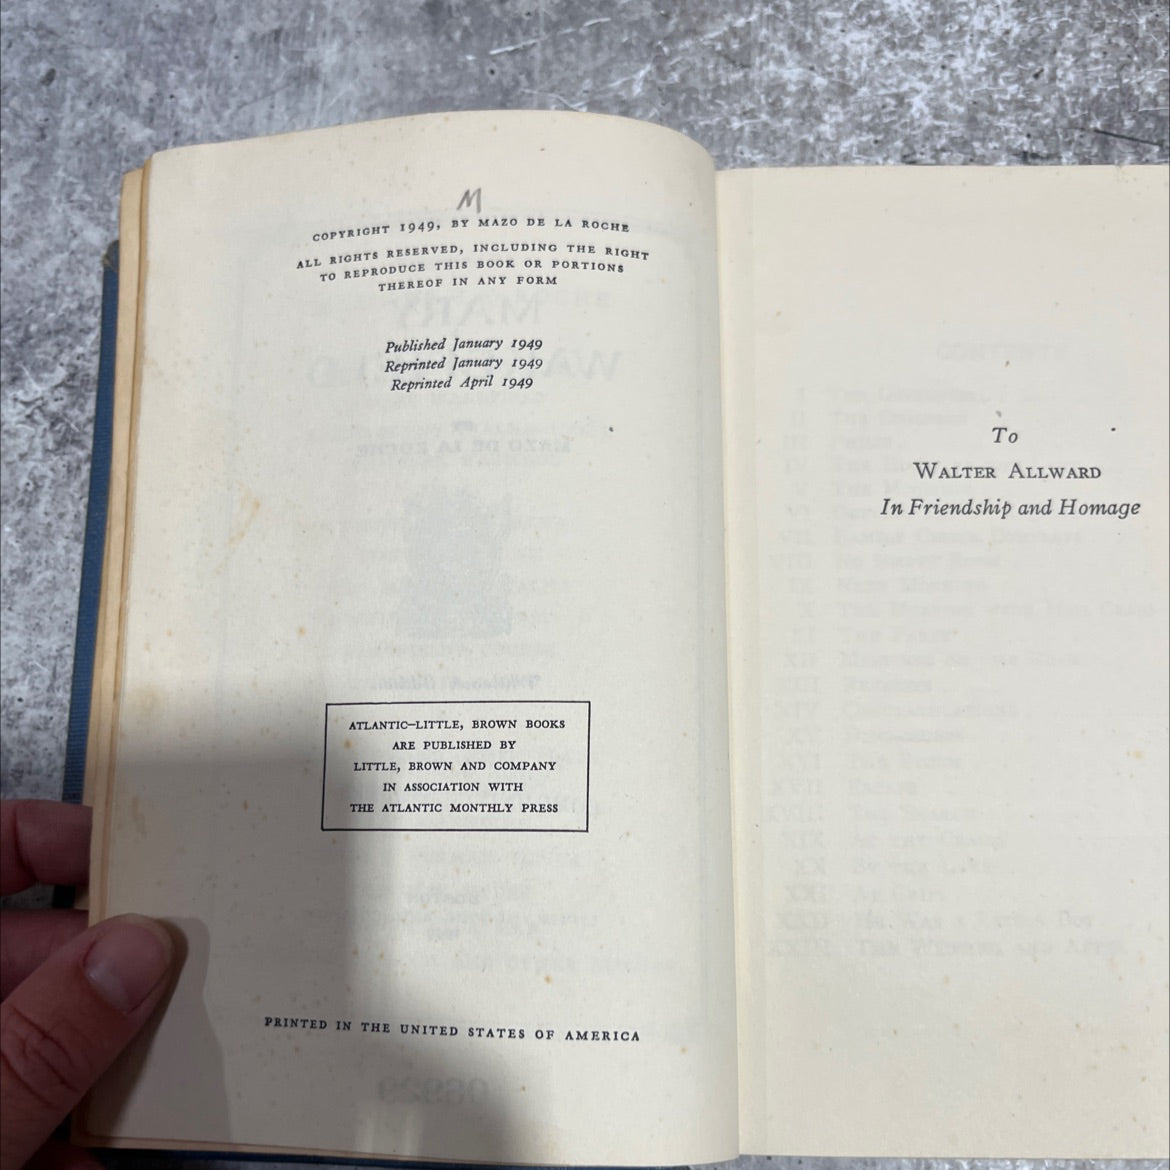 M
COPYRIGHT 1949, BY MAZO DE LA ROCHE
ALL RIGHTS RESERVED, INCLUDING THE RIGHT
TO REPRODUCE THIS BOOK OR PORTIONS
THEREOF IN ANY FORM
Published January 1949
Reprinted January 1949
Reprinted April 1949
ATLANTIC–LITTLE, BROWN BOOKS
ARE PUBLISHED BY
LITTLE, BROWN AND COMPANY
IN ASSOCIATION WITH
THE ATLANTIC MONTHLY PRESS
PRINTED IN THE UNITED STATES OF AMERICA
To
WALTER ALLWARD
In Friendship and Homage